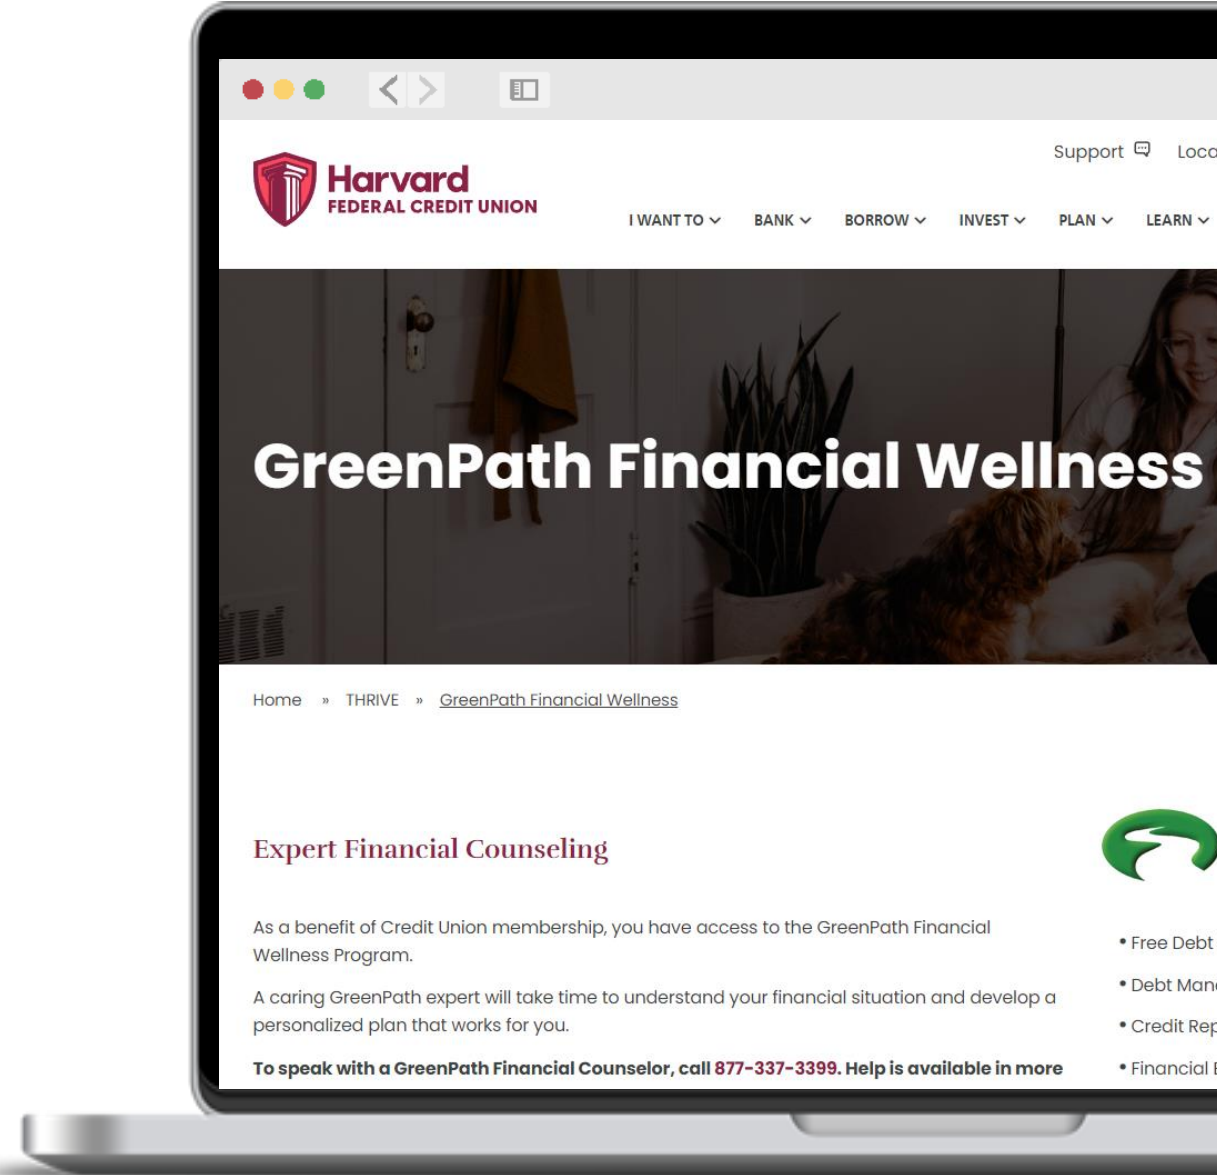 Support
Harvard
FEDERAL CREDIT UNION
I WANT TO BANK BORROW INVEST PLAN LEARN
GreenPath Financial Wellness
Home » THRIVE » GreenPath Financial Wellness
Expert Financial Counseling
As a benefit of Credit Union membership, you have access to the GreenPath Financial
Wellness Program.
A caring GreenPath expert will take time to understand your financial situation and develop a
personalized plan that works for you.
To speak with a GreenPath Financial Counselor, call 877-337-3399. Help is available in more
• Free Debt
• Debt
• Credit
• Financial